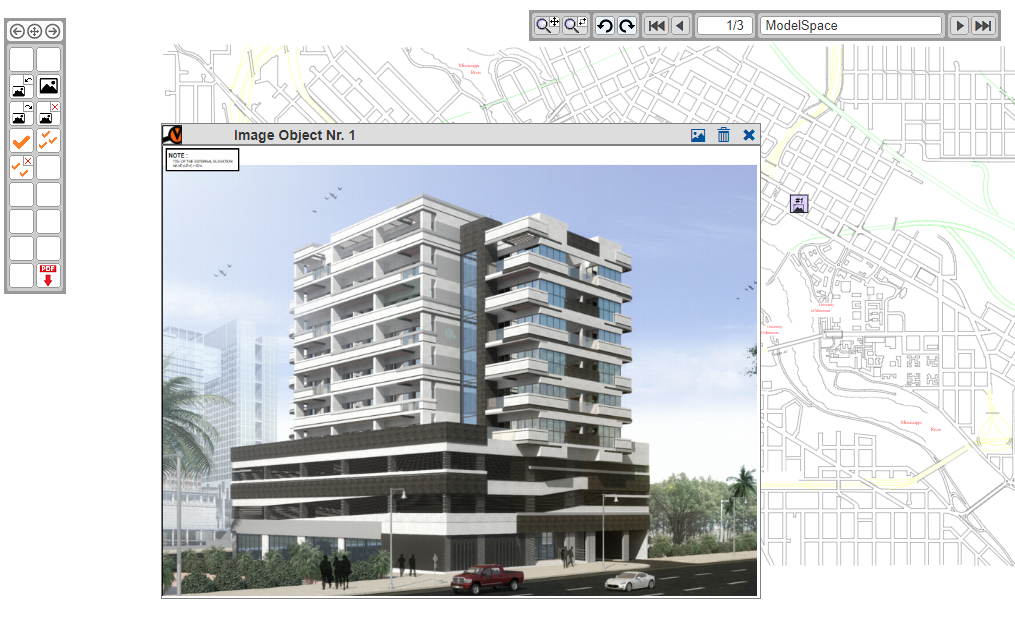 1/3
ModelSpace
Mississippi
River
Image Object Nr. 1
NOTE :
#1
University
of Minnesota
University
of Minnesota
Mississippi
River
PDF